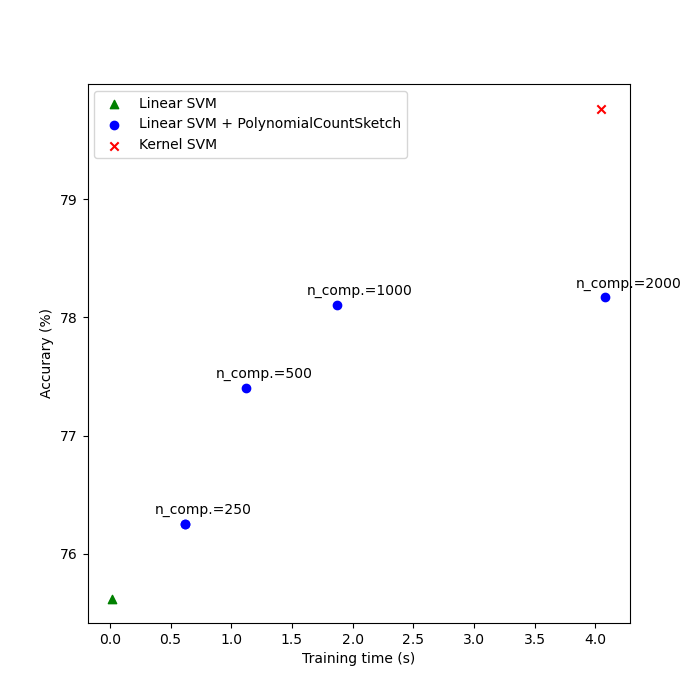 Linear SVM
Linear SVM + PolynomialCountSketch
Kernel SVM
n_comp.=2000
n_comp.=1000
n_comp.=500
n_comp.=250
79
78
77
76
Accurary (%)
0.0 0.5 1.0 1.5 2.0 2.5 3.0 3.5 4.0
Training time (s)